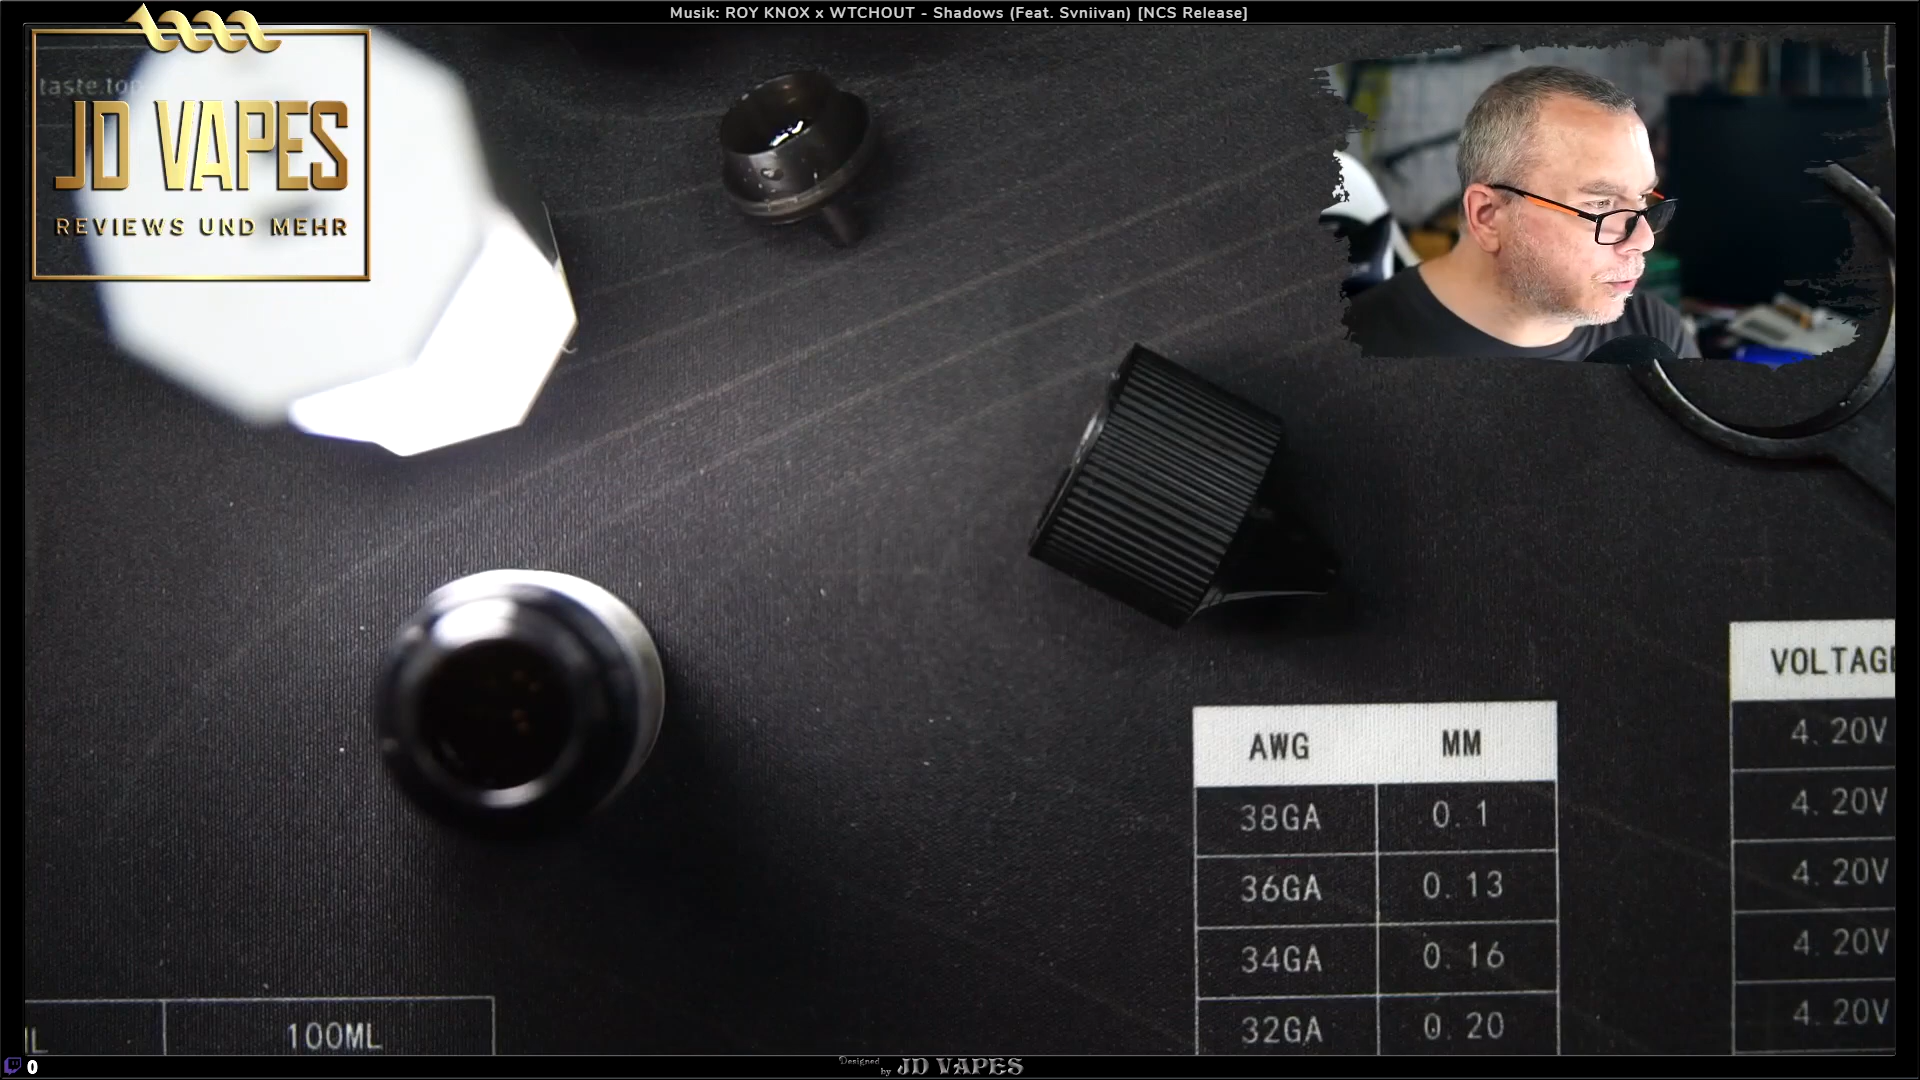 Musik: ROY KNOX x WTCHOUT - Shadows (Feat. Svniivan) [NCS Release]
JD VAPES
REVIEWS UND MEHR
VOLTAGE
4.20V
4.20V
4.20V
4.20V
4.20V
AWG MM
38GA 0.1
36GA 0.13
34GA 0.16
32GA 0.20
100ML
0
Designed by JD VAPES